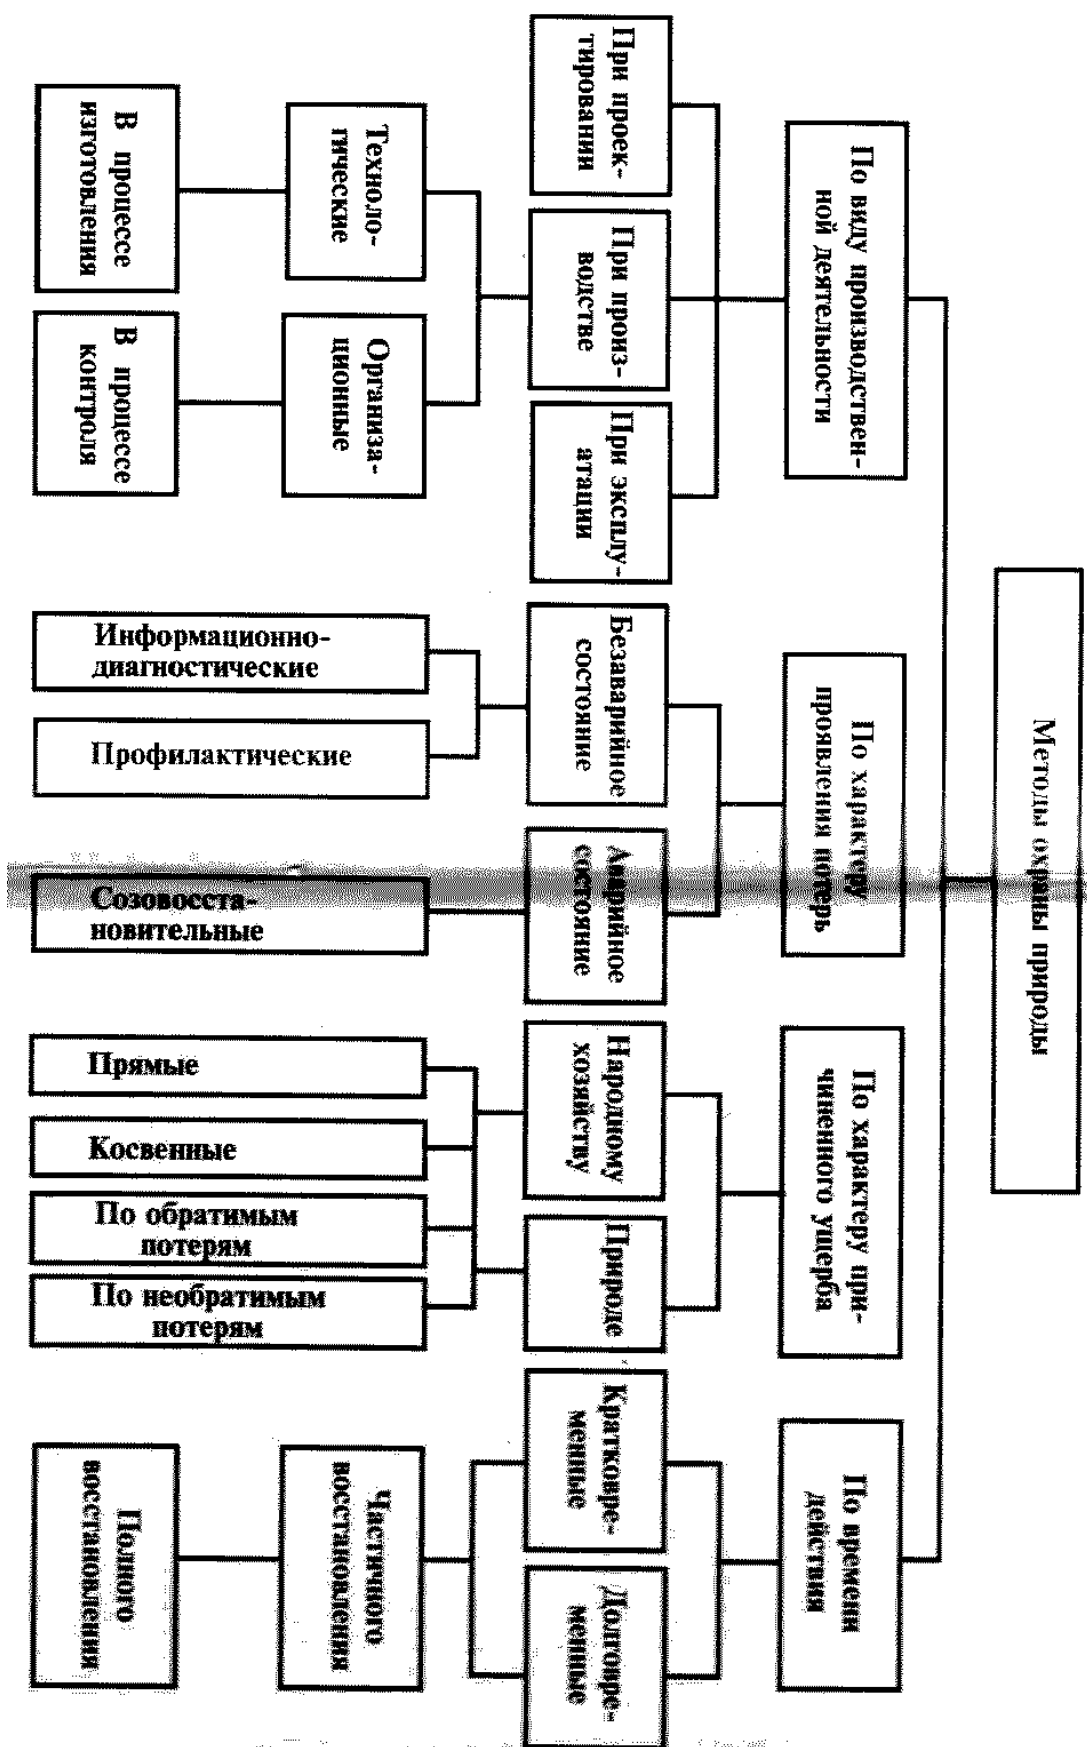 Методы охраны природы
По виду производствен-
ной деятельности
По характеру
проявления потерь
По характеру при-
чиненного ущерба
По времени
действия
При проек-
тировании
При произ-
водстве
При эксплу-
атации
Безаварийное
состояние
Аварийное
состояние
Народному
хозяйству
Природе
Кратковре-
менные
Долговре-
менные
Техноло-
гические
Организа-
ционные
Информационно-
диагностические
Профилактические
Созовосста-
новительные
Прямые
Косвенные
По обратимым
потерям
По необратимым
потерям
Частичного
восстановления
В процессе
изготовления
В процессе
контроля
Полного
восстановления